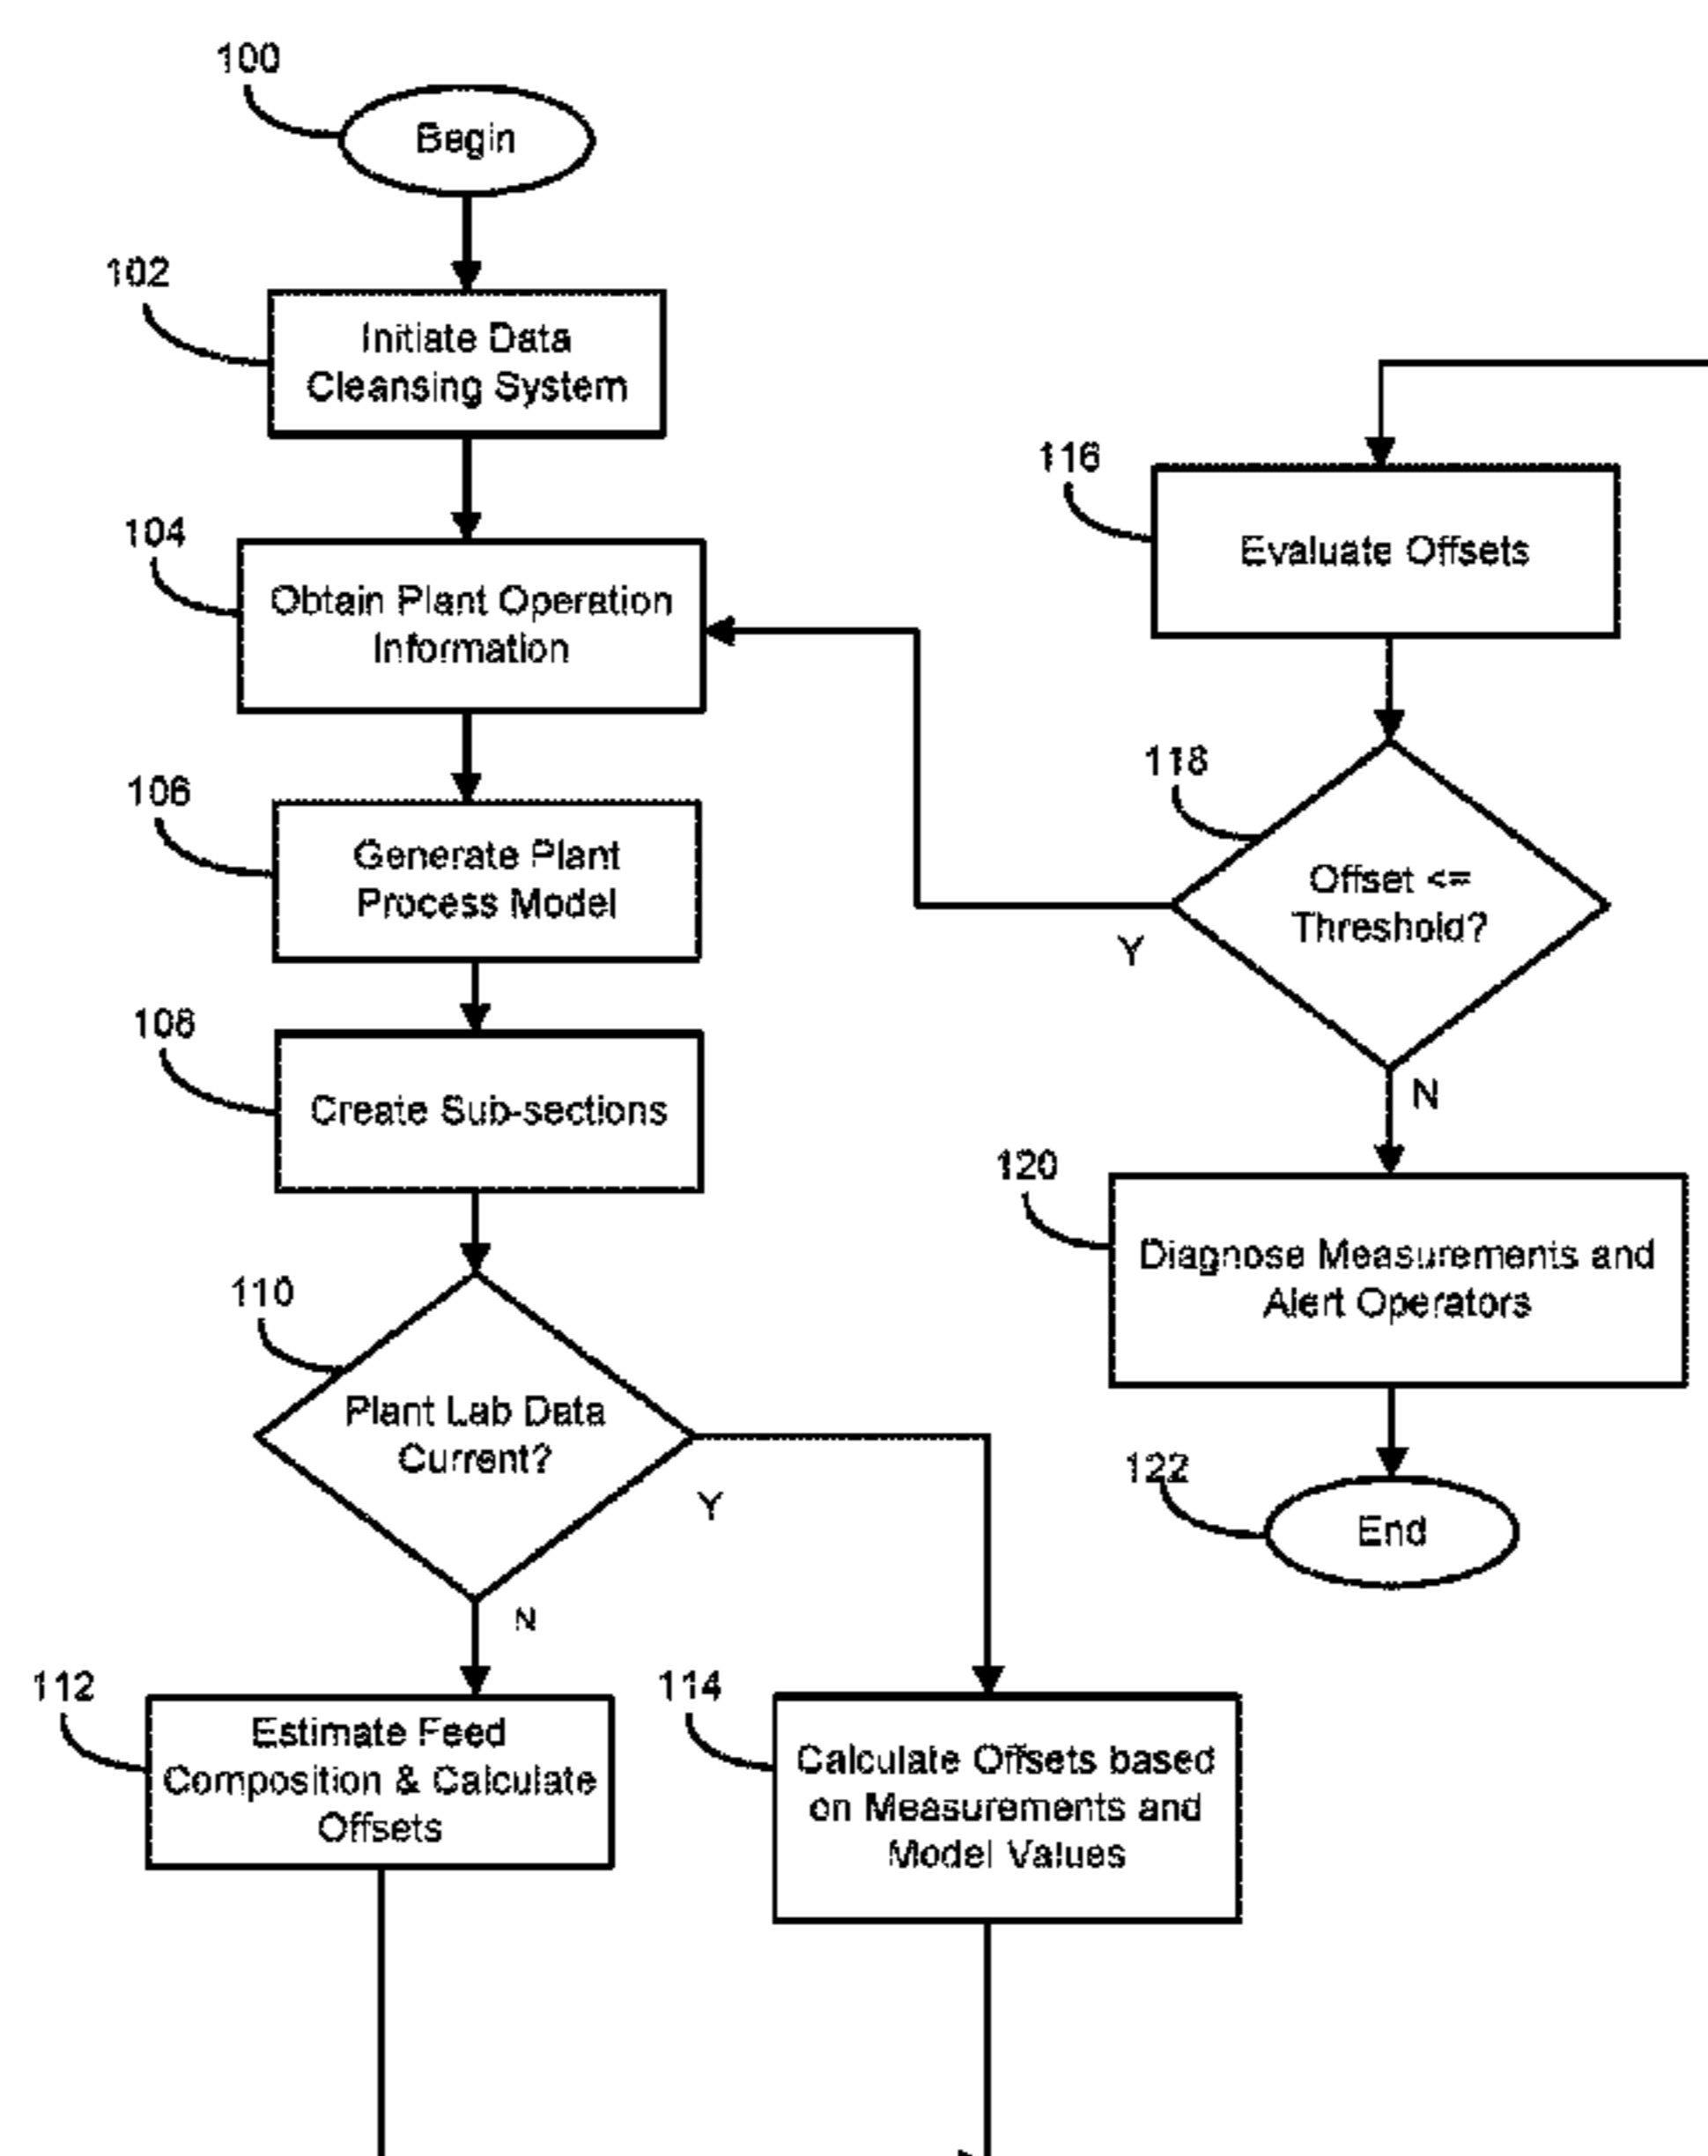 100
Begin
102
Initiate Data
Cleansing System
104
Obtain Plant Operation
Information
106
Generate Plant
Process Model
108
Create Sub-sections
110
Plant Lab Data
Current?
Y
N
112
Estimate Feed
Composition & Calculate
Offsets
114
Calculate Offsets based
on Measurements and
Model Values
116
Evaluate Offsets
118
Offset <=
Threshold?
Y
N
120
Diagnose Measurements and
Alert Operators
122
End